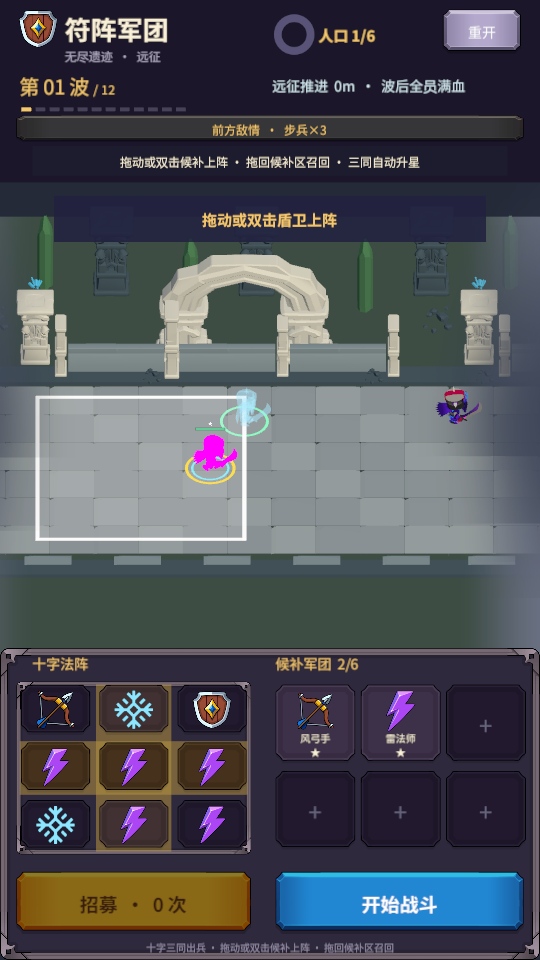 符阵军团
无尽遗迹 · 远征
人口 1/6
重开
第 01 波 / 12
远征推进 0m · 波后全员满血
前方敌情 · 步兵×3
拖动或双击候补上阵 · 拖回候补区召回 · 三同自动升星
拖动或双击盾卫上阵
十字法阵
候补军团 2/6
风弓手
★
雷法师
★
招募 · 0 次
开始战斗
十字三同出兵 · 拖动或双击候补上阵 · 拖回候补区召回